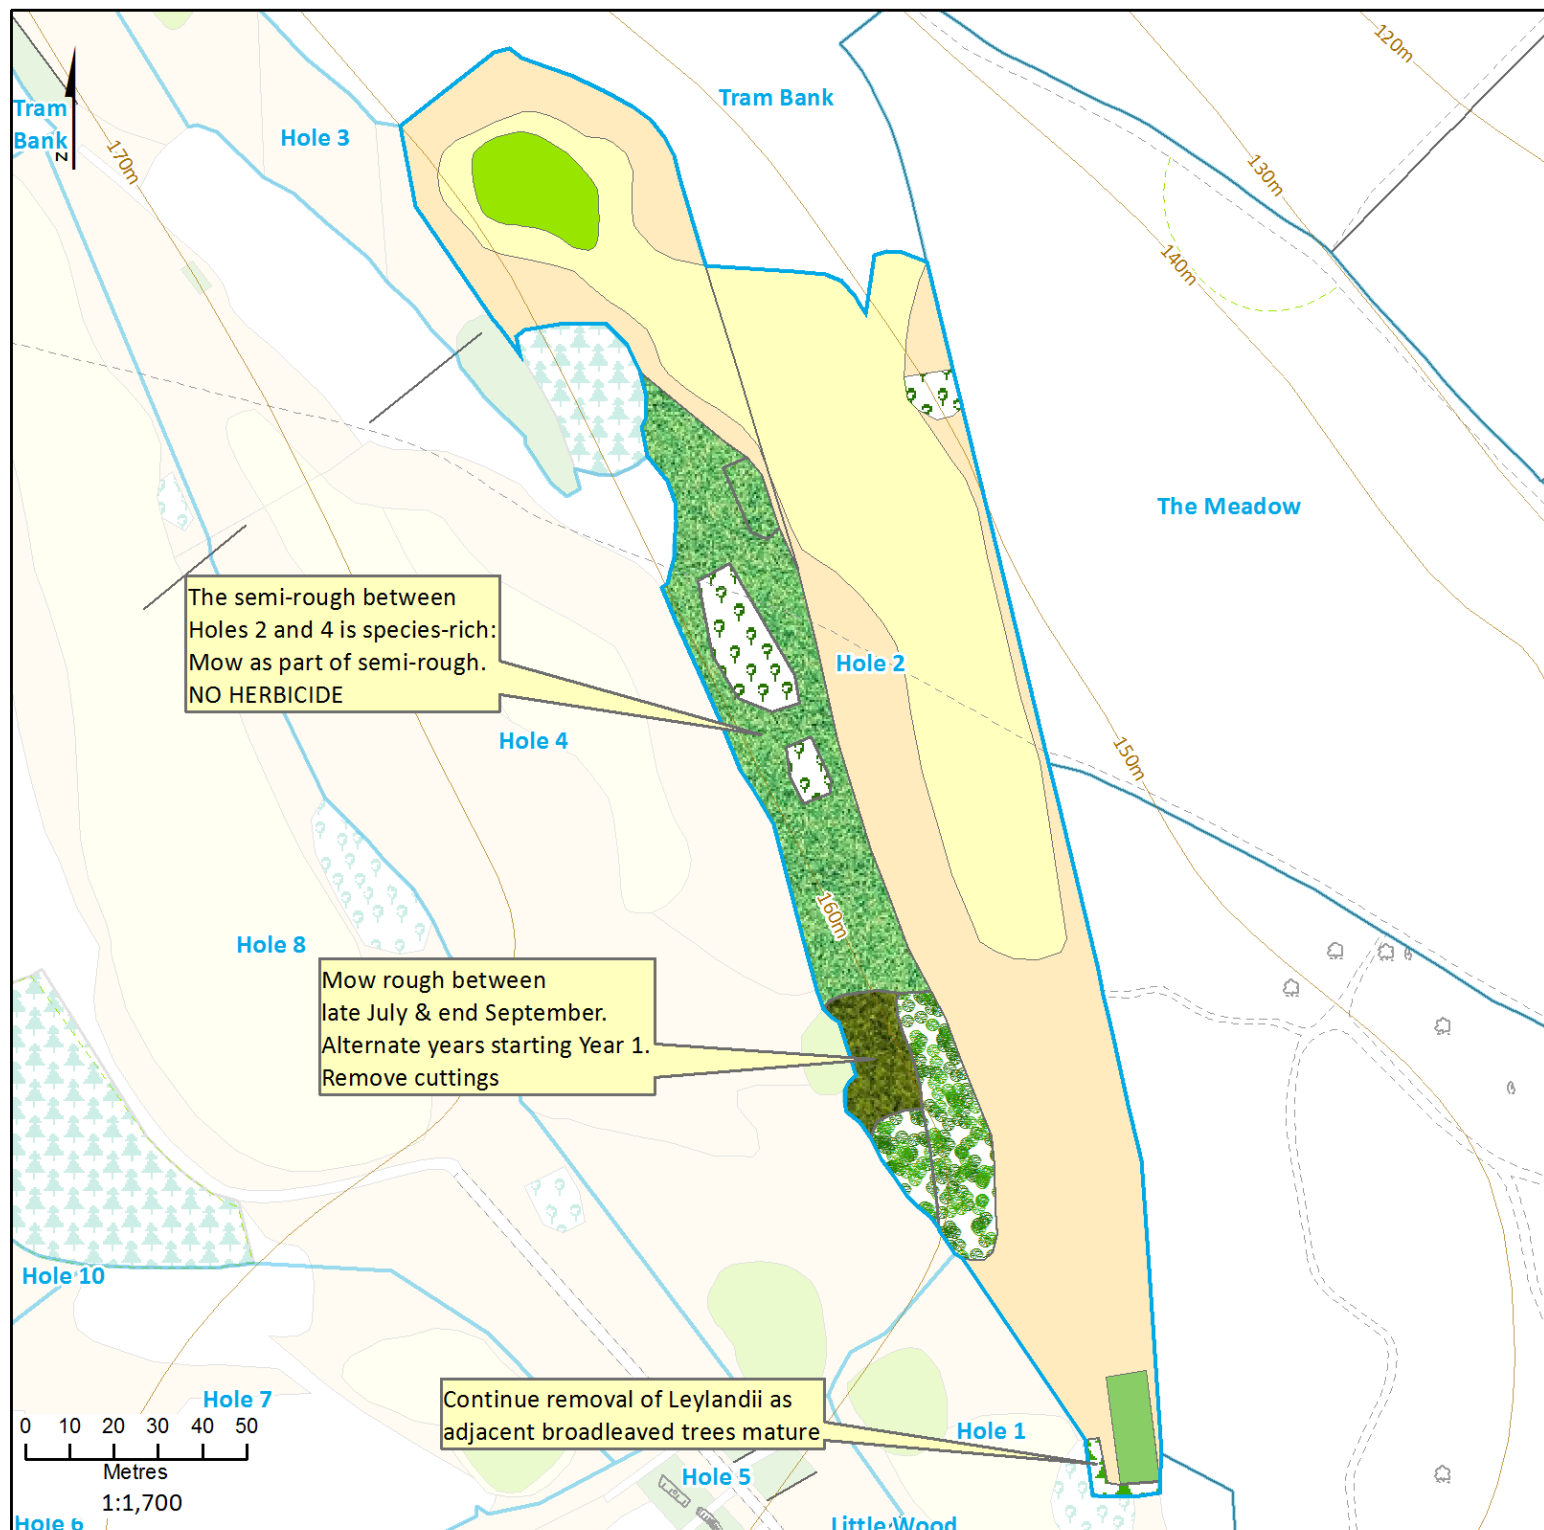 120m
Tram Bank
Tram
Bank
Hole 3
N
170m
130m
140m
The Meadow
The semi-rough between
Holes 2 and 4 is species-rich:
Mow as part of semi-rough.
NO HERBICIDE
Hole 2
Hole 4
150m
160m
Hole 8
Mow rough between
late July & end September.
Alternate years starting Year 1.
Remove cuttings
Hole 10
Hole 7
Continue removal of Leylandii as
adjacent broadleaved trees mature
Hole 1
0 10 20 30 40 50
Metres
1:1,700
Hole 5
Hole 6
Little Wood